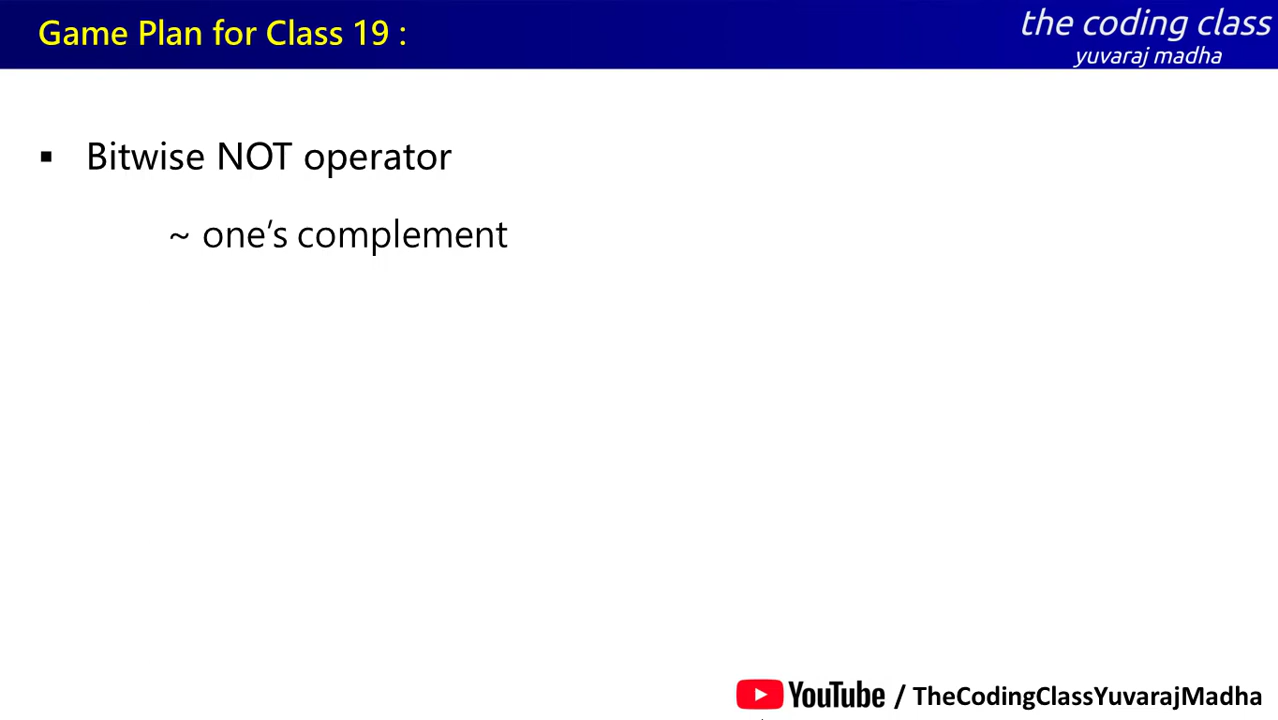 Game Plan for Class 19 :
the coding class
yuvaraj madha
▪ Bitwise NOT operator
~ one’s complement
YouTube / TheCodingClassYuvarajMadha